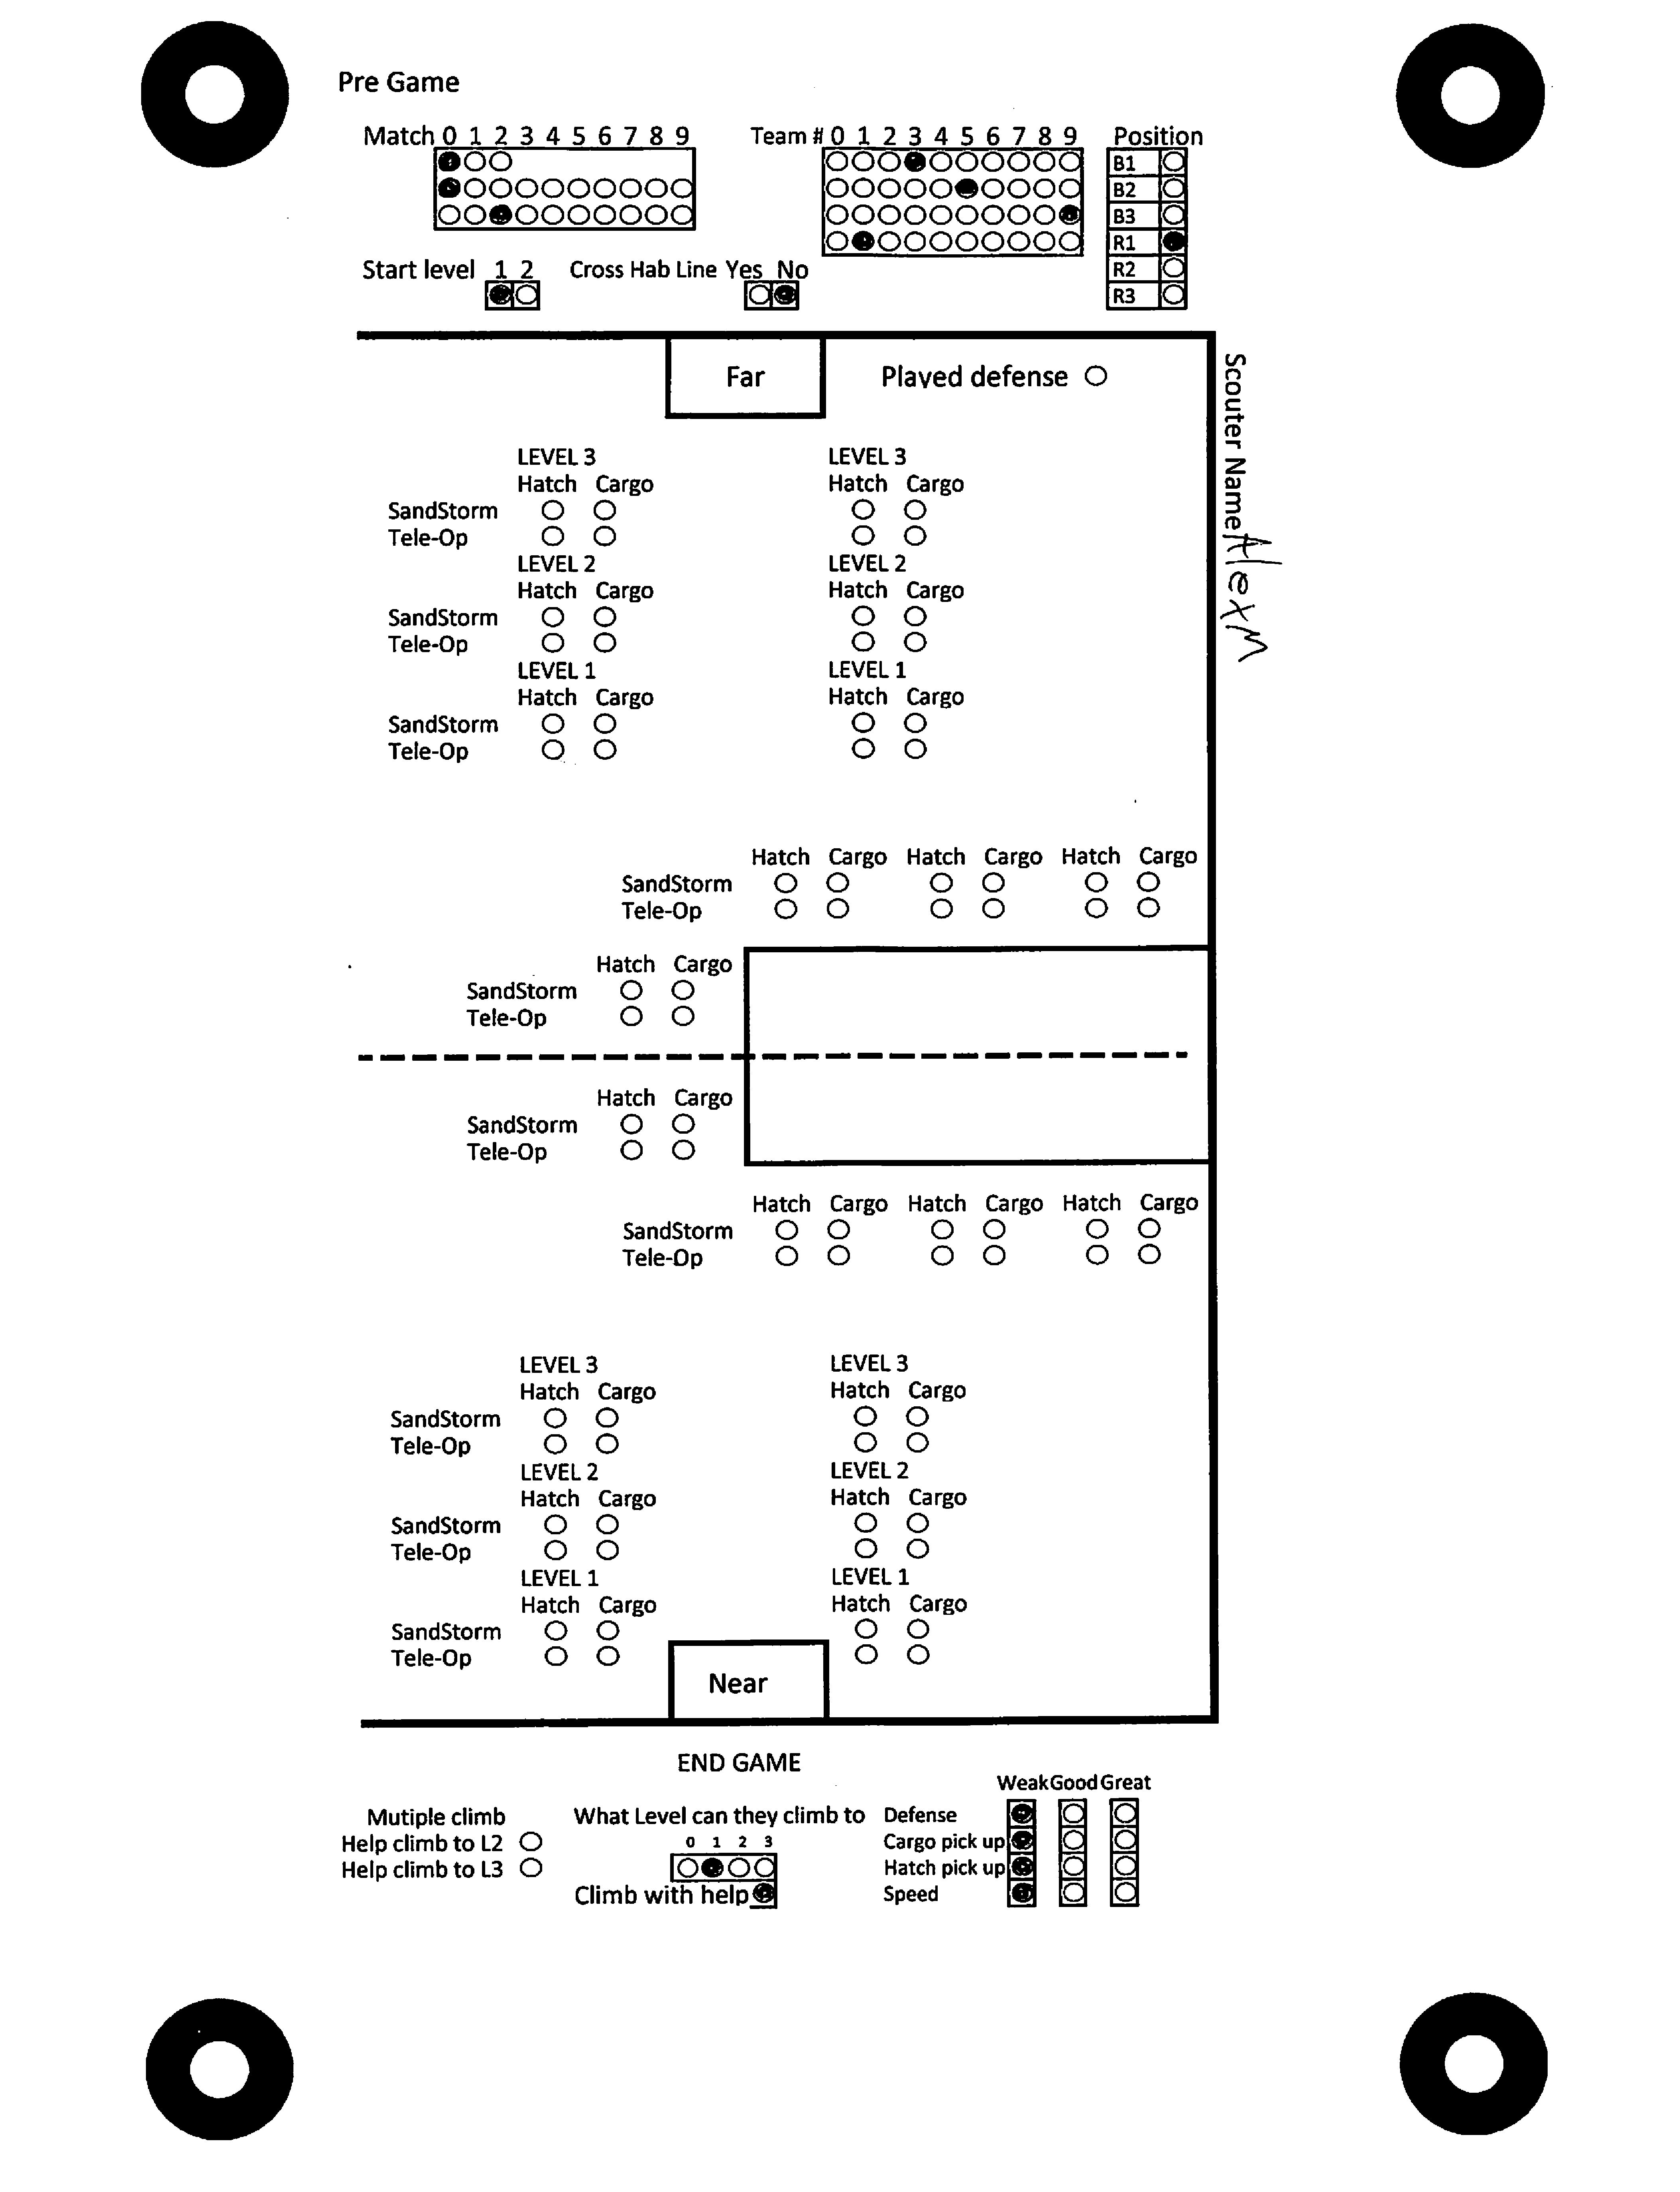 Pre Game
Match 0 1 2 3 4 5 6 7 8 9
Team # 0 1 2 3 4 5 6 7 8 9
Position
B1
B2
B3
R1
R2
R3
Start level 1 2
Cross Hab Line Yes No
Far
Played defense
Scouter Name Alex M
LEVEL 3 LEVEL 3
Hatch Cargo Hatch Cargo
SandStorm
Tele-Op
LEVEL 2 LEVEL 2
Hatch Cargo Hatch Cargo
SandStorm
Tele-Op
LEVEL 1 LEVEL 1
Hatch Cargo Hatch Cargo
SandStorm
Tele-Op
Hatch Cargo Hatch Cargo Hatch Cargo
SandStorm
Tele-Op
Hatch Cargo
SandStorm
Tele-Op
Hatch Cargo
SandStorm
Tele-Op
Hatch Cargo Hatch Cargo Hatch Cargo
SandStorm
Tele-Op
LEVEL 3 LEVEL 3
Hatch Cargo Hatch Cargo
SandStorm
Tele-Op
LEVEL 2 LEVEL 2
Hatch Cargo Hatch Cargo
SandStorm
Tele-Op
LEVEL 1 LEVEL 1
Hatch Cargo Hatch Cargo
SandStorm
Tele-Op
Near
END GAME
Mutiple climb
Help climb to L2
Help climb to L3
What Level can they climb to
0 1 2 3
Climb with help
Weak Good Great
Defense
Cargo pick up
Hatch pick up
Speed